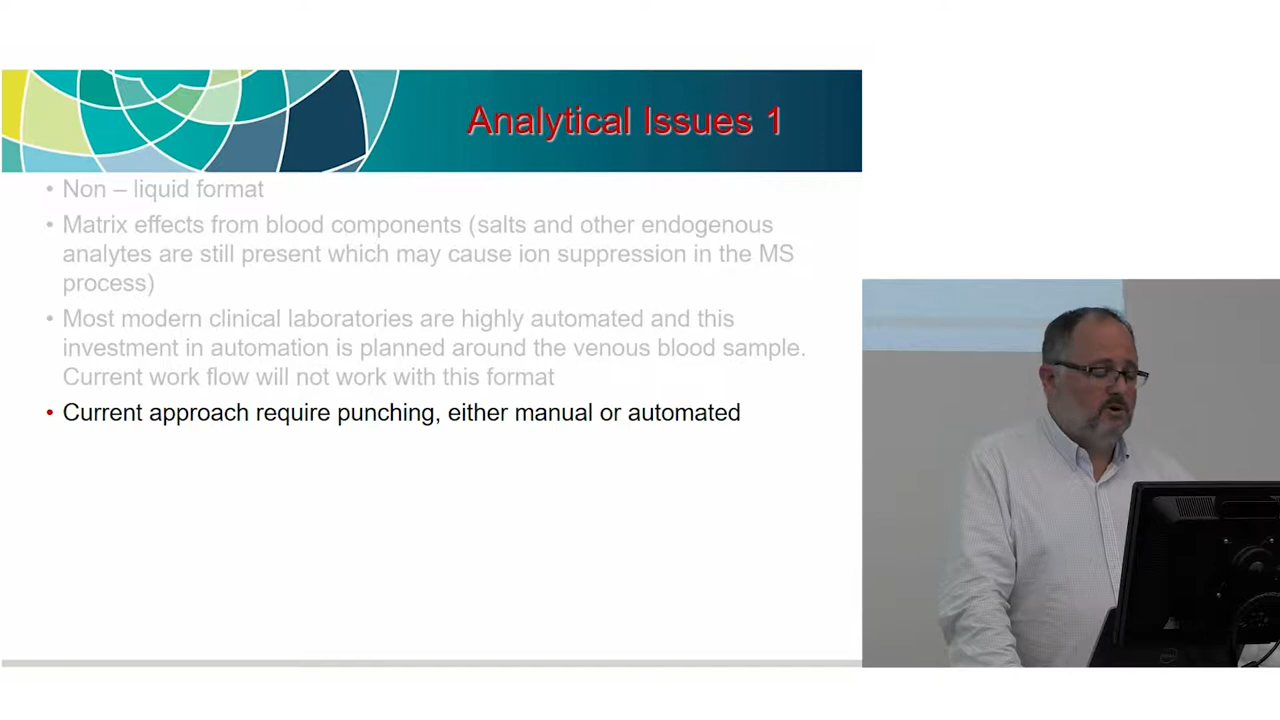 Analytical Issues 1
• Non – liquid format
• Matrix effects from blood components (salts and other endogenous
analytes are still present which may cause ion suppression in the MS
process)
• Most modern clinical laboratories are highly automated and this
investment in automation is planned around the venous blood sample.
Current work flow will not work with this format
• Current approach require punching, either manual or automated